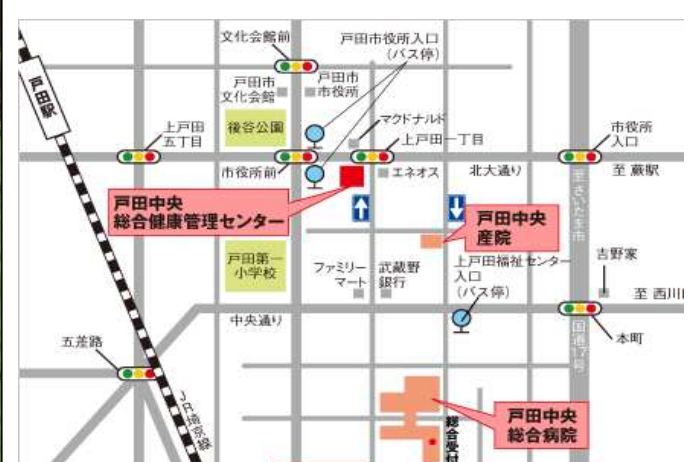 文化会館前
戸田市役所入口
(バス停)
戸田駅
戸田市
文化会館
戸田市
市役所
上戸田
五丁目
後谷公園
マクドナルド
上戸田一丁目
市役所
入口
市役所前
エネオス
北大通り
至 蕨駅
至さいたま市
戸田中央
総合健康管理センター
戸田中央
産院
戸田第一
小学校
ファミリー
マート
武蔵野
銀行
上戸田福祉センター
入口
(バス停)
吉野家
至 西川口
中央通り
本町
国道17号
五差路
JR埼京線
戸田中央
総合病院
総合受付